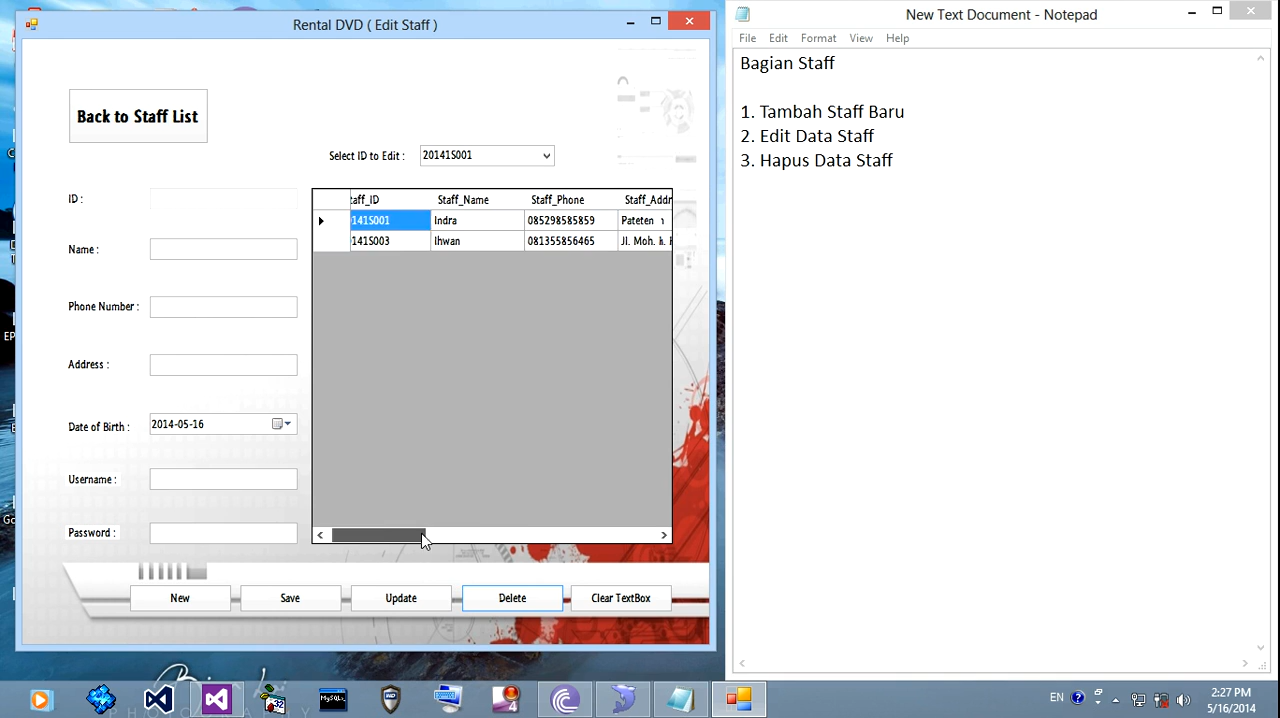 Rental DVD ( Edit Staff )
Back to Staff List
Select ID to Edit : 20141S001
ID :
Name :
Phone Number :
Address :
Date of Birth : 2014-05-16
Username :
Password :
taff_ID Staff_Name Staff_Phone Staff_Addr
141S001 Indra 085298585859 Pateten
141S003 Ihwan 081355856465 Jl. Moh.
New Save Update Delete Clear TextBox
New Text Document - Notepad
File Edit Format View Help
Bagian Staff
1. Tambah Staff Baru
2. Edit Data Staff
3. Hapus Data Staff
PHOTOGRAPHY
EN
2:27 PM
5/16/2014